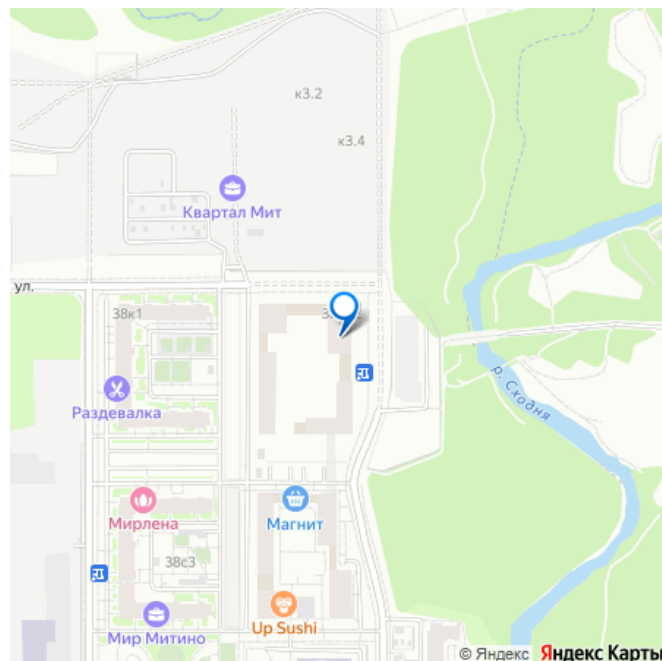 к3.2
к3.4
Квартал Мит
ул.
38к1
Раздевалка
р. Сходня
Мирлена
Магнит
38с3
Мир Митино
Up Sushi
© Яндекс Яндекс Карты